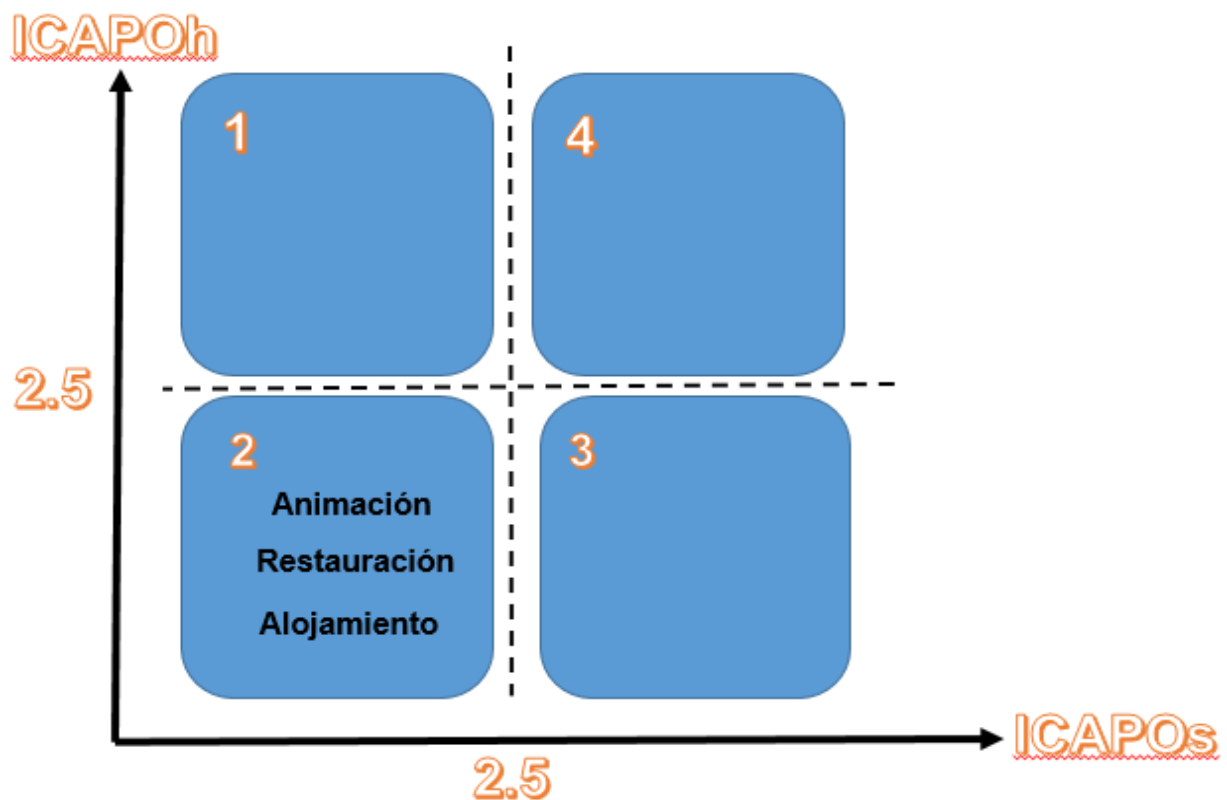 ICAPOh
1
4
2.5
2
3
Animación
Restauración
Alojamiento
ICAPOs
2.5